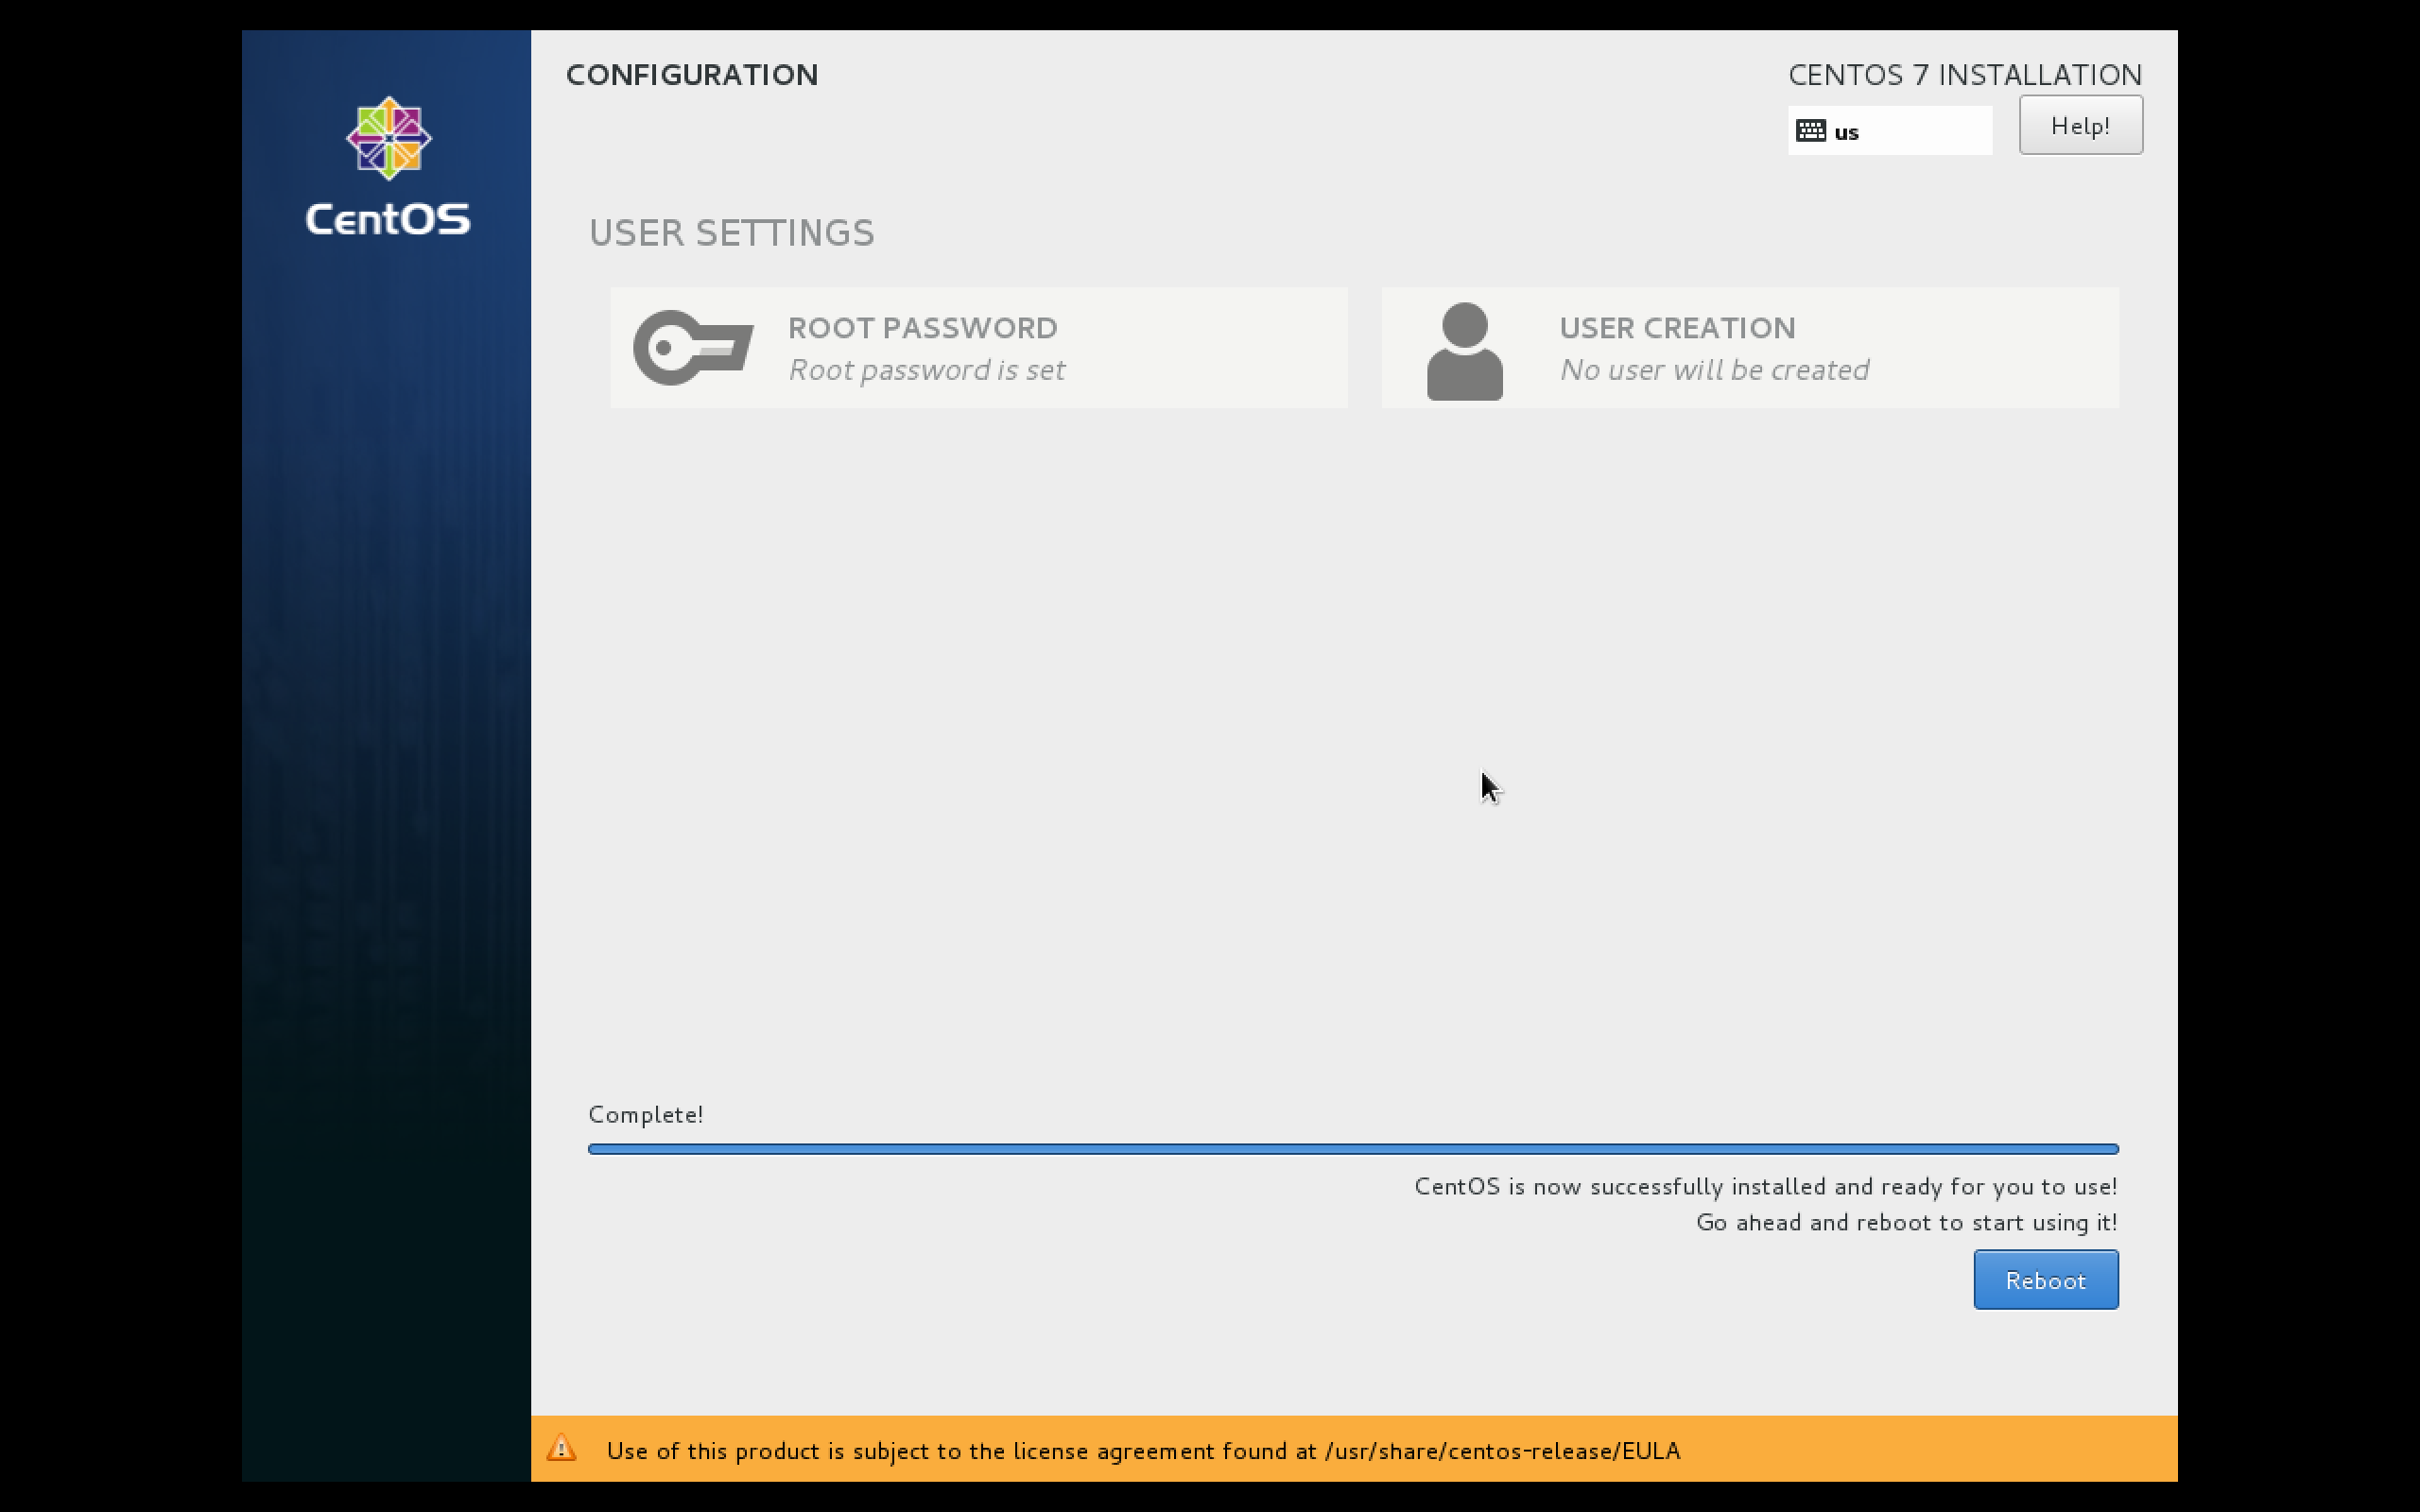 CentOS
CONFIGURATION
CENTOS 7 INSTALLATION
us
Help!
USER SETTINGS
ROOT PASSWORD
Root password is set
USER CREATION
No user will be created
Complete!
CentOS is now successfully installed and ready for you to use!
Go ahead and reboot to start using it!
Reboot
Use of this product is subject to the license agreement found at /usr/share/centos-release/EULA